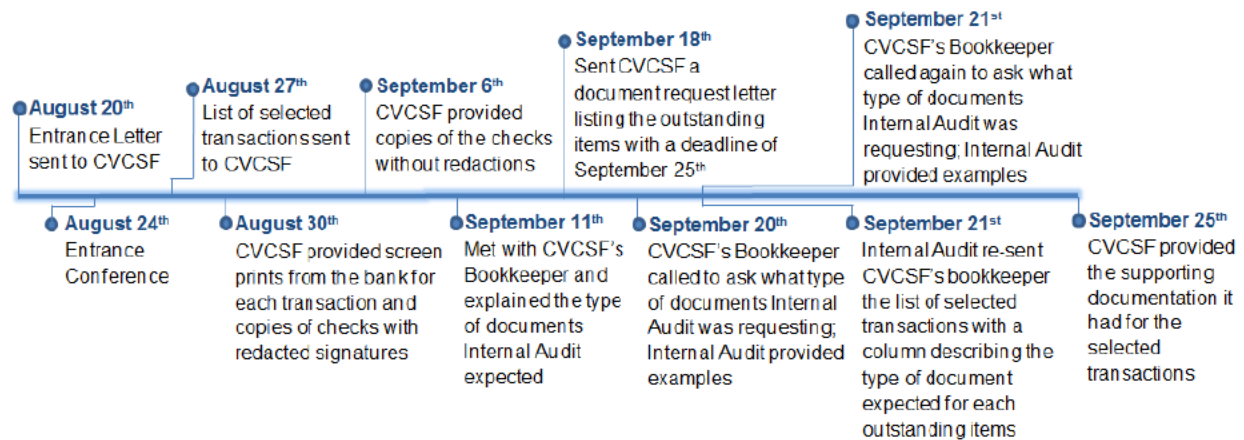 August 20th
Entrance Letter
sent to CVCSF
August 24th
Entrance
Conference
August 27th
List of selected
transactions sent
to CVCSF
August 30th
CVCSF provided screen
prints from the bank for
each transaction and
copies of checks with
redacted signatures
September 6th
CVCSF provided
copies of the checks
without redactions
September 11th
Met with CVCSF's
Bookkeeper and
explained the type
of documents
Internal Audit
expected
September 18th
Sent CVCSF a
document request letter
listing the outstanding
items with a deadline of
September 25th
September 20th
CVCSF's Bookkeeper
called to ask what type
of documents Internal
Audit was requesting;
Internal Audit provided
examples
September 21st
CVCSF's Bookkeeper
called again to ask what
type of documents
Internal Audit was
requesting; Internal Audit
provided examples
September 21st
Internal Audit re-sent
CVCSF's bookkeeper
the list of selected
transactions with a
column describing the
type of document
expected for each
outstanding items
September 25th
CVCSF provided
the supporting
documentation it
had for the
selected
transactions